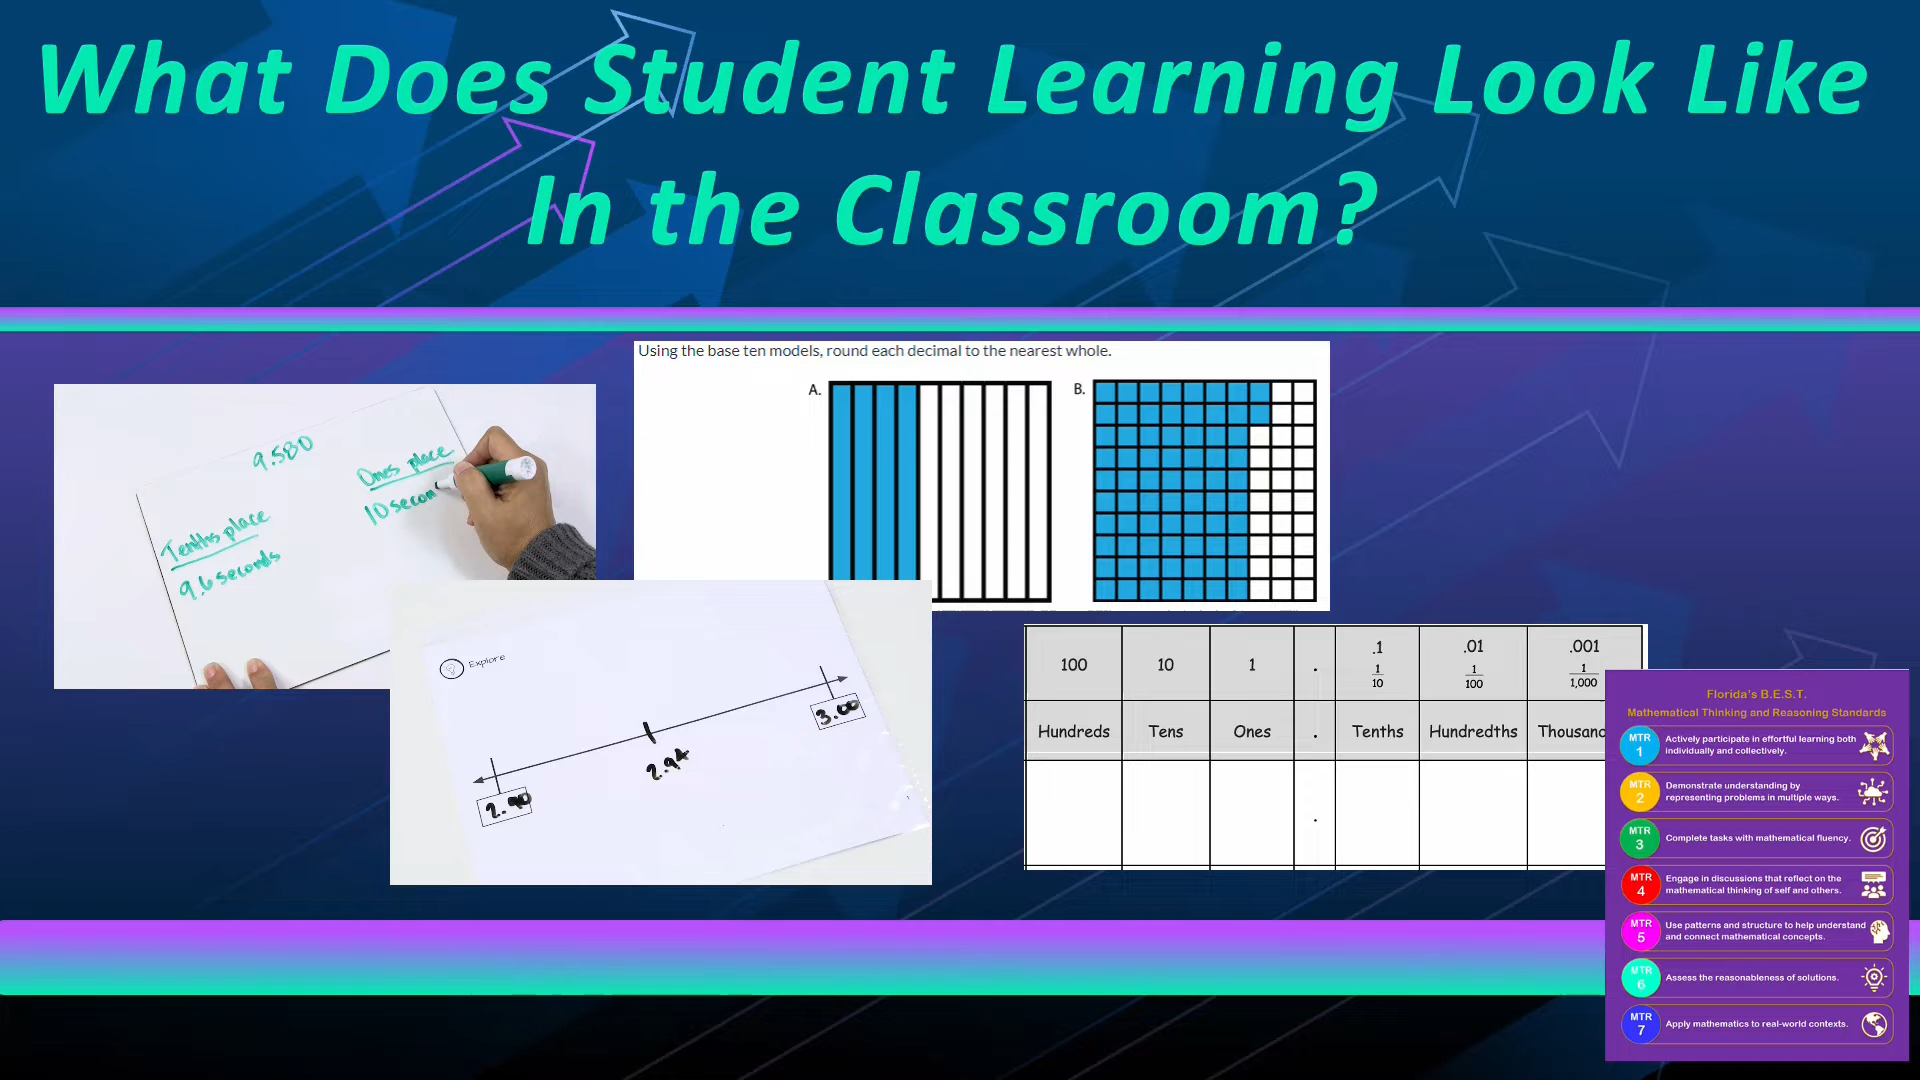 What Does Student Learning Look Like
In the Classroom?
9.580
Ones place
10 secon
Tenths place
9.6 seconds
Using the base ten models, round each decimal to the nearest whole.
A.
B.
Explore
2.90
2.94
3.00
100 10 1 . .1 .01 .001
1/10 1/100 1/1,000
Hundreds Tens Ones . Tenths Hundredths Thousand
.
Florida's B.E.S.T.
Mathematical Thinking and Reasoning Standards
MTR 1
Actively participate in effortful learning both
individually and collectively.
MTR 2
Demonstrate understanding by
representing problems in multiple ways.
MTR 3
Complete tasks with mathematical fluency.
MTR 4
Engage in discussions that reflect on the
mathematical thinking of self and others.
MTR 5
Use patterns and structure to help understand
and connect mathematical concepts.
MTR 6
Assess the reasonableness of solutions.
MTR 7
Apply mathematics to real-world contexts.